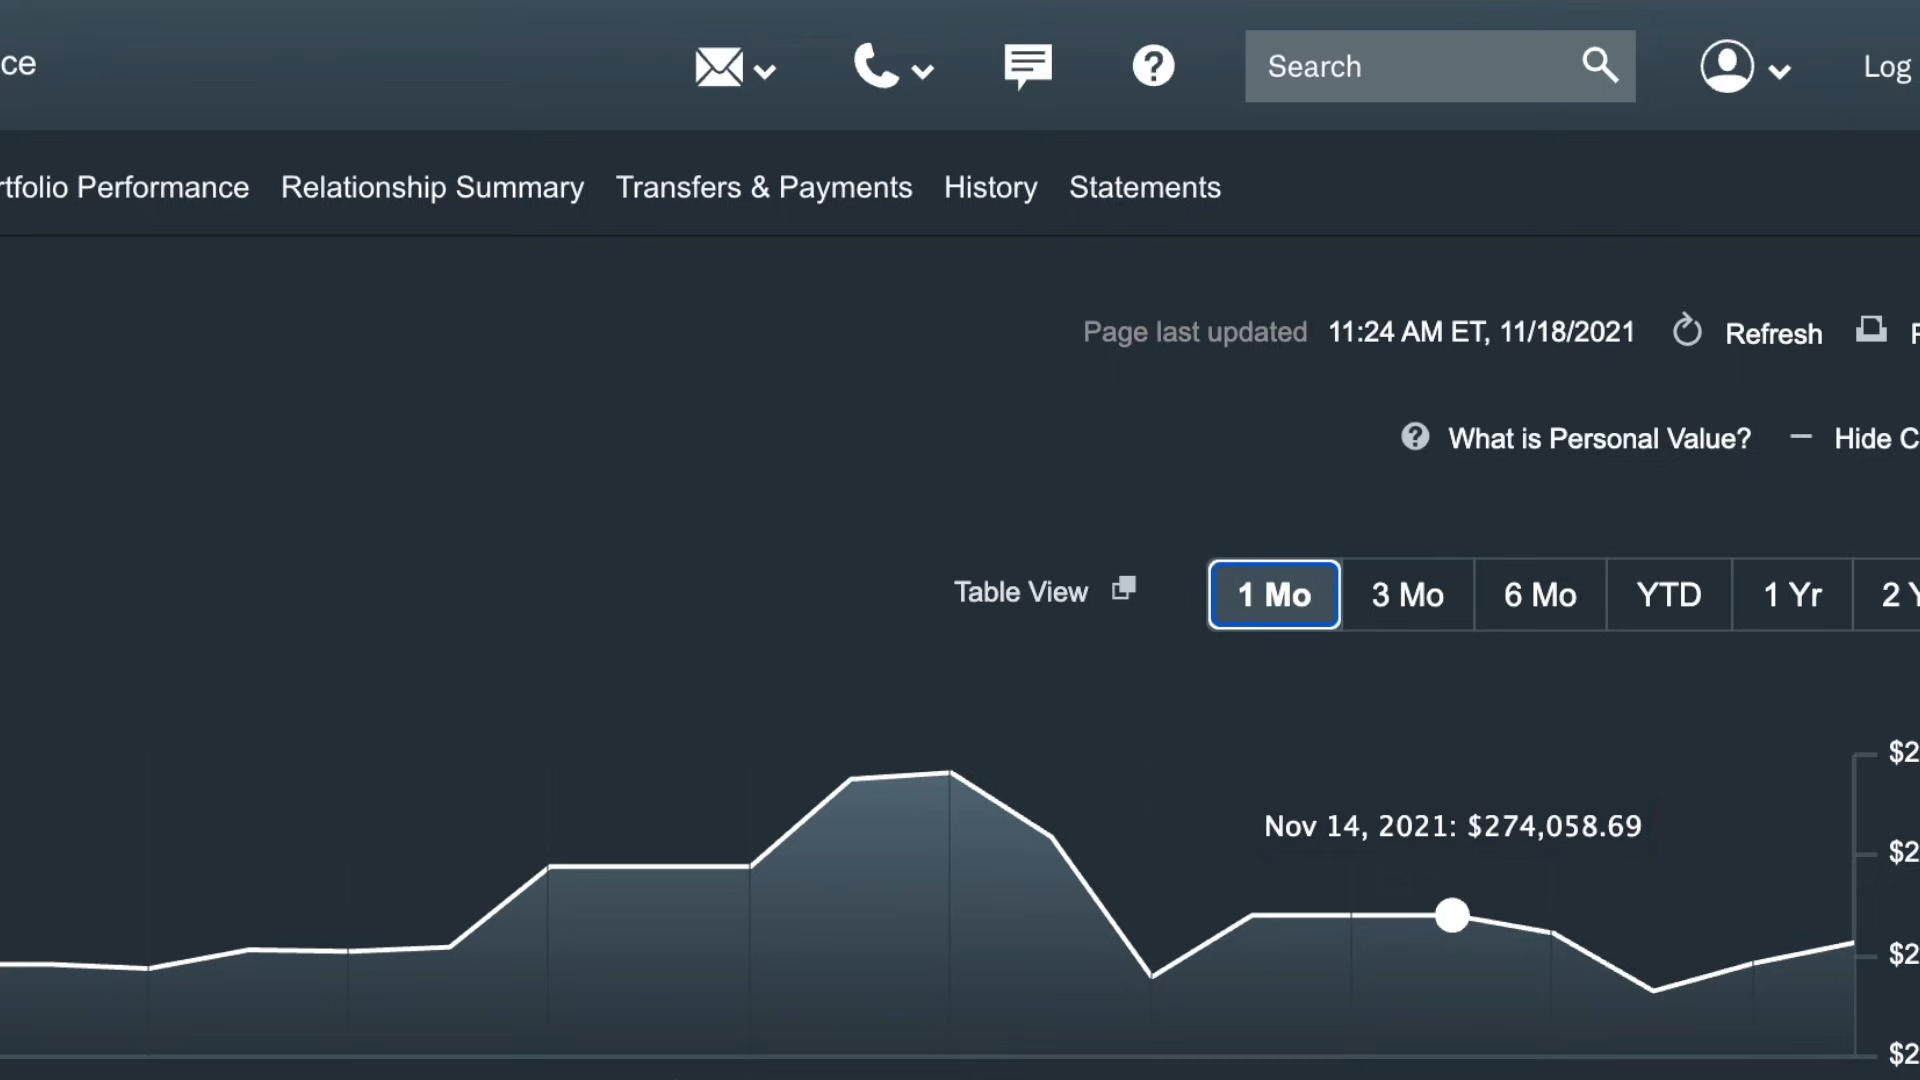 ce
Search
Log
rtfolio Performance Relationship Summary Transfers & Payments History Statements
Page last updated 11:24 AM ET, 11/18/2021 Refresh
What is Personal Value? Hide C
Table View 1 Mo 3 Mo 6 Mo YTD 1 Yr 2 Y
$2
Nov 14, 2021: $274,058.69
$2
$2
$2